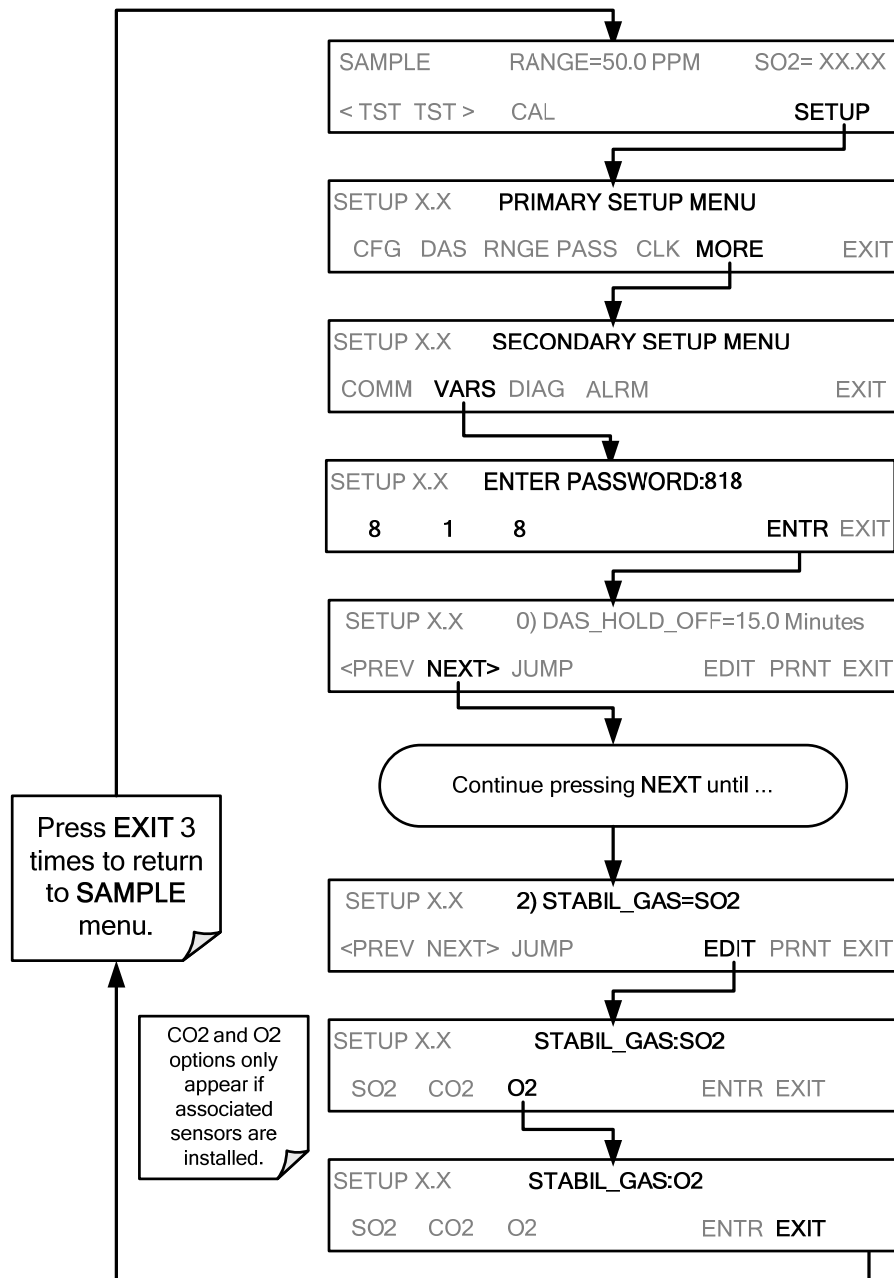 SAMPLE RANGE=50.0 PPM SO2= XX.XX
< TST TST > CAL SETUP
SETUP X.X PRIMARY SETUP MENU
CFG DAS RNGE PASS CLK MORE EXIT
SETUP X.X SECONDARY SETUP MENU
COMM VARS DIAG ALRM EXIT
SETUP X.X ENTER PASSWORD:818
8 1 8 ENTR EXIT
SETUP X.X 0) DAS_HOLD_OFF=15.0 Minutes
<PREV NEXT> JUMP EDIT PRNT EXIT
Continue pressing NEXT until ...
Press EXIT 3
times to return
to SAMPLE
menu.
SETUP X.X 2) STABIL_GAS=SO2
<PREV NEXT> JUMP EDIT PRNT EXIT
CO2 and O2
options only
appear if
associated
sensors are
installed.
SETUP X.X STABIL_GAS:SO2
SO2 CO2 O2 ENTR EXIT
SETUP X.X STABIL_GAS:O2
SO2 CO2 O2 ENTR EXIT